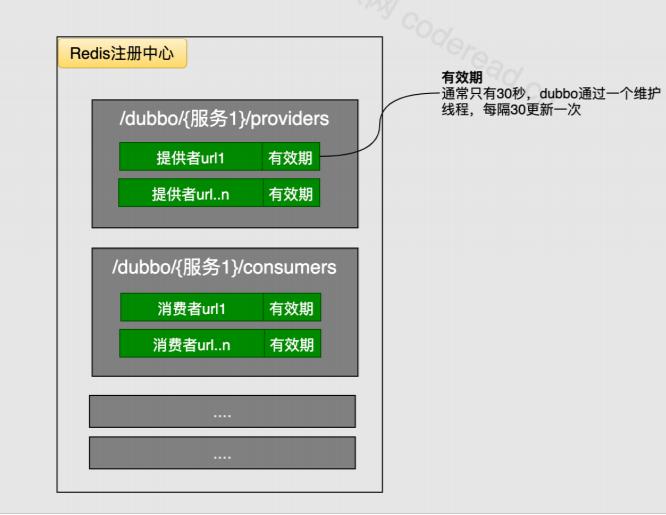 网 coderead.c
Redis注册中心
有效期
通常只有30秒，dubbo通过一个维护
线程，每隔30更新一次
/dubbo/{服务1}/providers
提供者url1 有效期
提供者url..n 有效期
/dubbo/{服务1}/consumers
消费者url1 有效期
消费者url..n 有效期
....
....